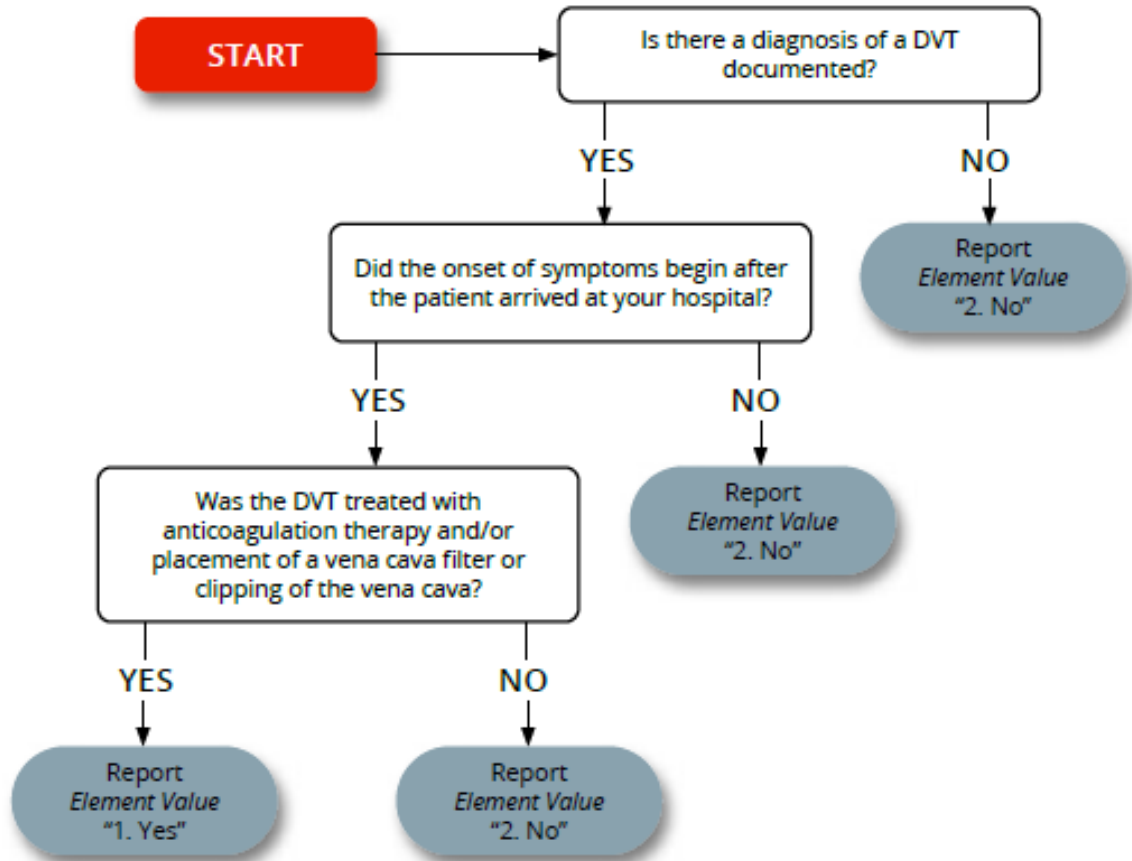 START
Is there a diagnosis of a DVT
documented?
YES
NO
Did the onset of symptoms begin after
the patient arrived at your hospital?
Report
Element Value
“2. No”
YES
NO
Was the DVT treated with
anticoagulation therapy and/or
placement of a vena cava filter or
clipping of the vena cava?
Report
Element Value
“2. No”
YES
NO
Report
Element Value
“1. Yes”
Report
Element Value
“2. No”